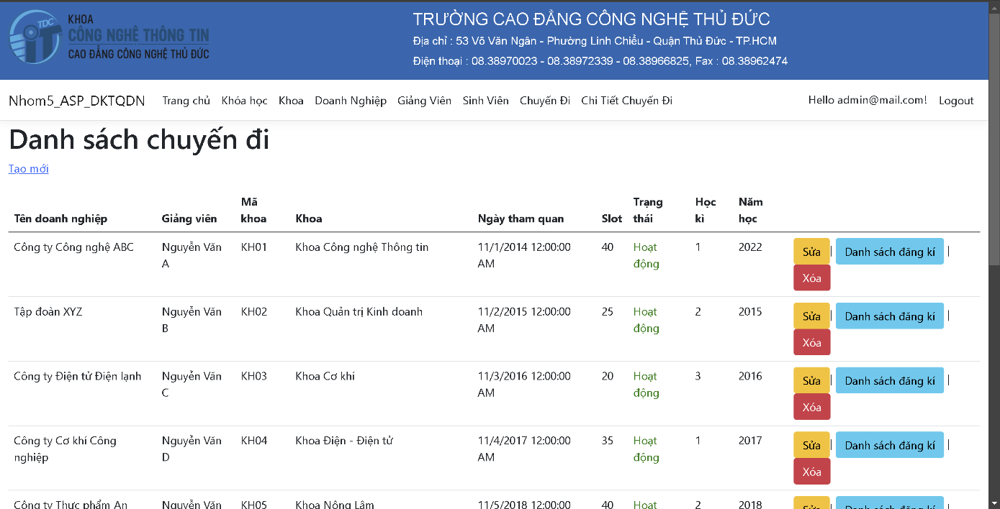 TDC
iT
KHOA
CÔNG NGHỆ THÔNG TIN
CAO ĐẲNG CÔNG NGHỆ THỦ ĐỨC
TRƯỜNG CAO ĐẲNG CÔNG NGHỆ THỦ ĐỨC
Địa chỉ : 53 Võ Văn Ngân - Phường Linh Chiểu - Quận Thủ Đức - TP.HCM
Điện thoại : 08.38970023 - 08.38972339 - 08.38966825, Fax : 08.38962474
Nhom5_ASP_DKTQDN Trang chủ Khóa học Khoa Doanh Nghiệp Giảng Viên Sinh Viên Chuyến Đi Chi Tiết Chuyến Đi Hello admin@mail.com! Logout
Danh sách chuyến đi
Tạo mới
Mã Trạng Học Năm
Tên doanh nghiệp Giảng viên khoa Khoa Ngày tham quan Slot thái kì học
Công ty Công nghệ ABC Nguyễn Văn KH01 Khoa Công nghệ Thông tin 11/1/2014 12:00:00 40 Hoạt 1 2022 Sửa | Danh sách đăng kí |
A AM động Xóa
Tập đoàn XYZ Nguyễn Văn KH02 Khoa Quản trị Kinh doanh 11/2/2015 12:00:00 25 Hoạt 2 2015 Sửa | Danh sách đăng kí |
B AM động Xóa
Công ty Điện tử Điện lạnh Nguyễn Văn KH03 Khoa Cơ khí 11/3/2016 12:00:00 20 Hoạt 3 2016 Sửa | Danh sách đăng kí |
C AM động Xóa
Công ty Cơ khí Công Nguyễn Văn KH04 Khoa Điện - Điện tử 11/4/2017 12:00:00 35 Hoạt 1 2017 Sửa | Danh sách đăng kí |
nghiệp D AM động Xóa
Công ty Thực phẩm An Nguyễn Văn KH05 Khoa Nông Lâm 11/5/2018 12:00:00 40 Hoạt 2 2018 Sửa | Danh sách đăng kí |